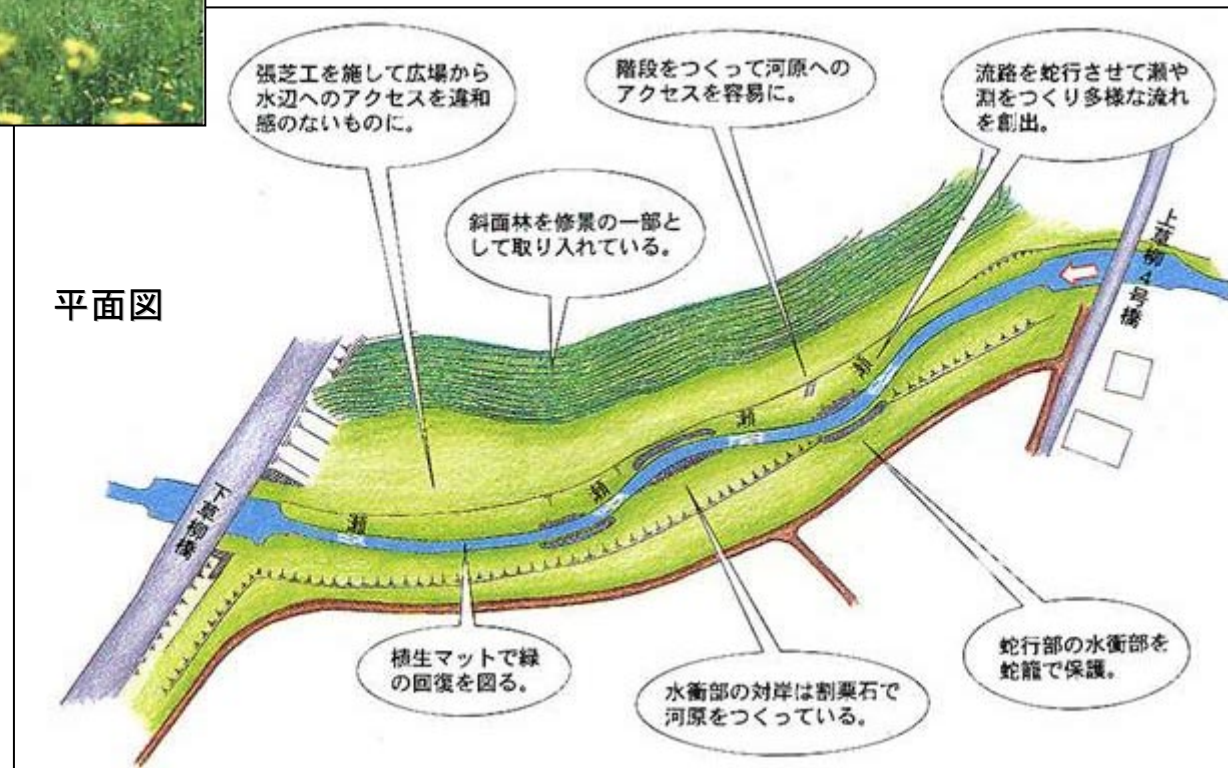 張芝工を施して広場から
水辺へのアクセスを違和
感のないものに。
階段をつくって河原への
アクセスを容易に。
流路を蛇行させて瀬や
淵をつくり多様な流れ
を創出。
斜面林を修景の一部と
して取り入れている。
平面図
上草柳4号橋
瀬
瀬
瀬
瀬
下草柳橋
植生マットで緑
の回復を図る。
水衝部の対岸は割栗石で
河原をつくっている。
蛇行部の水衝部を
蛇籠で保護。